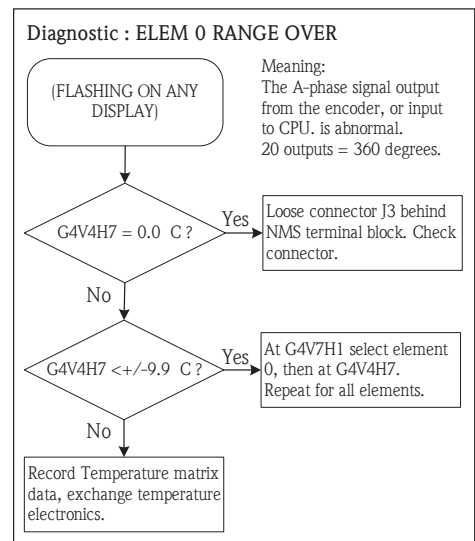 Diagnostic : ELEM 0 RANGE OVER
(FLASHING ON ANY
DISPLAY)
Meaning:
The A-phase signal output
from the encoder, or input
to CPU. is abnormal.
20 outputs = 360 degrees.
G4V4H7 = 0.0 C ?
Yes
Loose connector J3 behind
NMS terminal block. Check
connector.
No
G4V4H7 <+/-9.9 C ?
Yes
At G4V7H1 select element
0, then at G4V4H7.
Repeat for all elements.
No
Record Temperature matrix
data, exchange temperature
electronics.